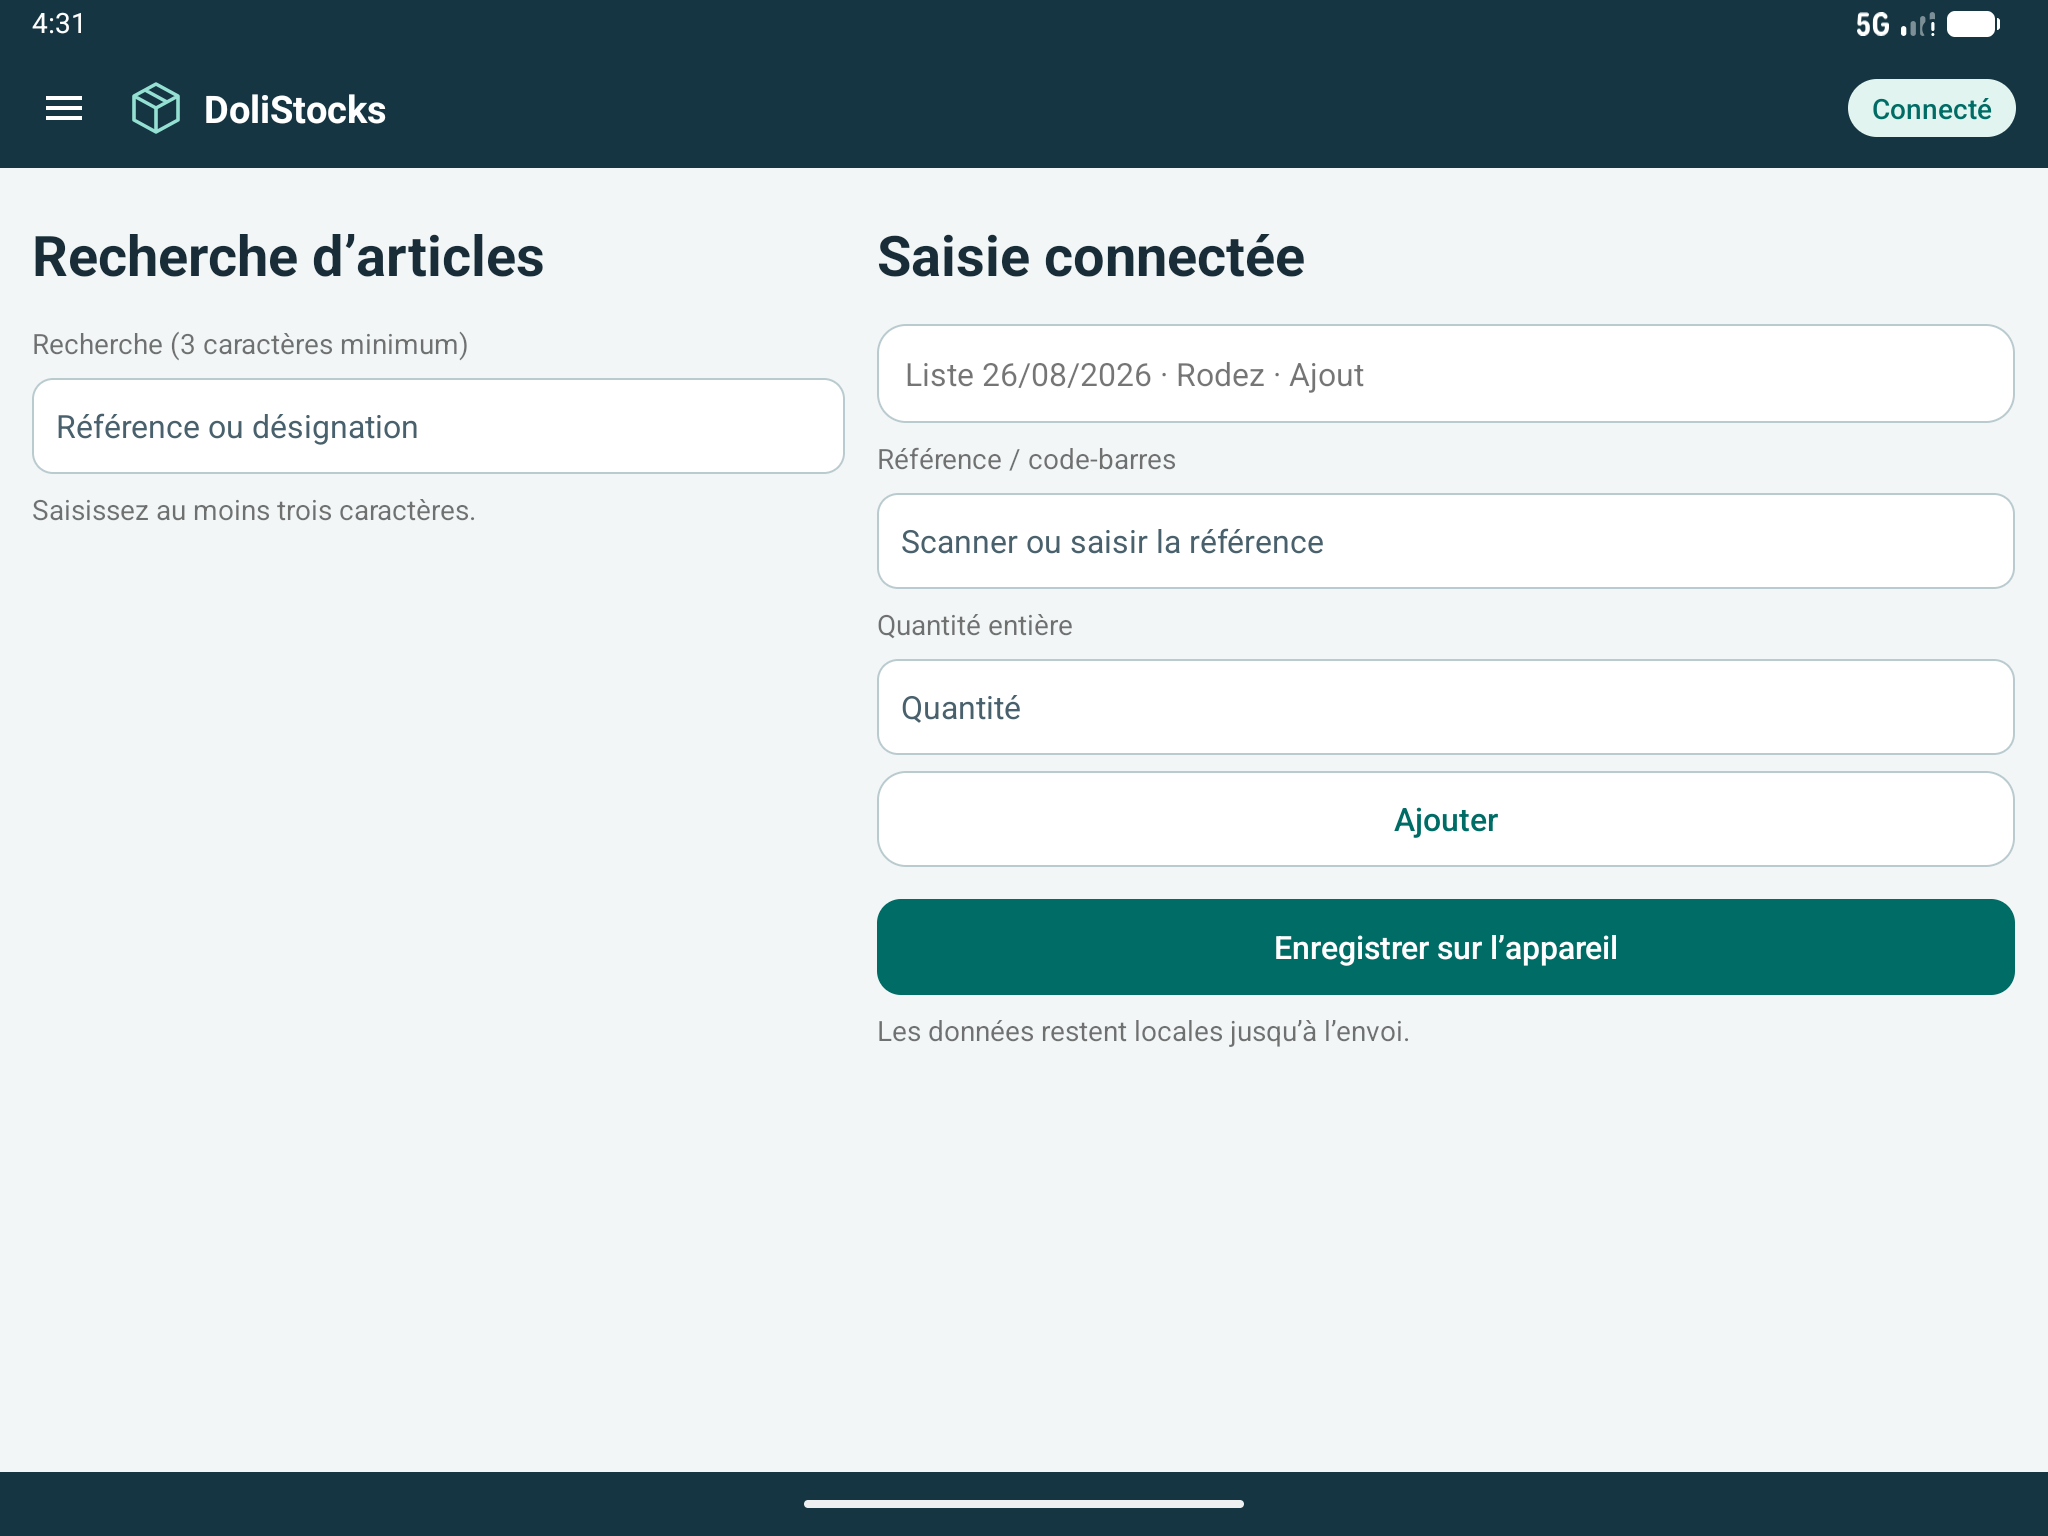 4:31
5G
DoliStocks
Connecté
Recherche d’articles
Recherche (3 caractères minimum)
Référence ou désignation
Saisissez au moins trois caractères.
Saisie connectée
Liste 26/08/2026 · Rodez · Ajout
Référence / code-barres
Scanner ou saisir la référence
Quantité entière
Quantité
Ajouter
Enregistrer sur l’appareil
Les données restent locales jusqu’à l’envoi.